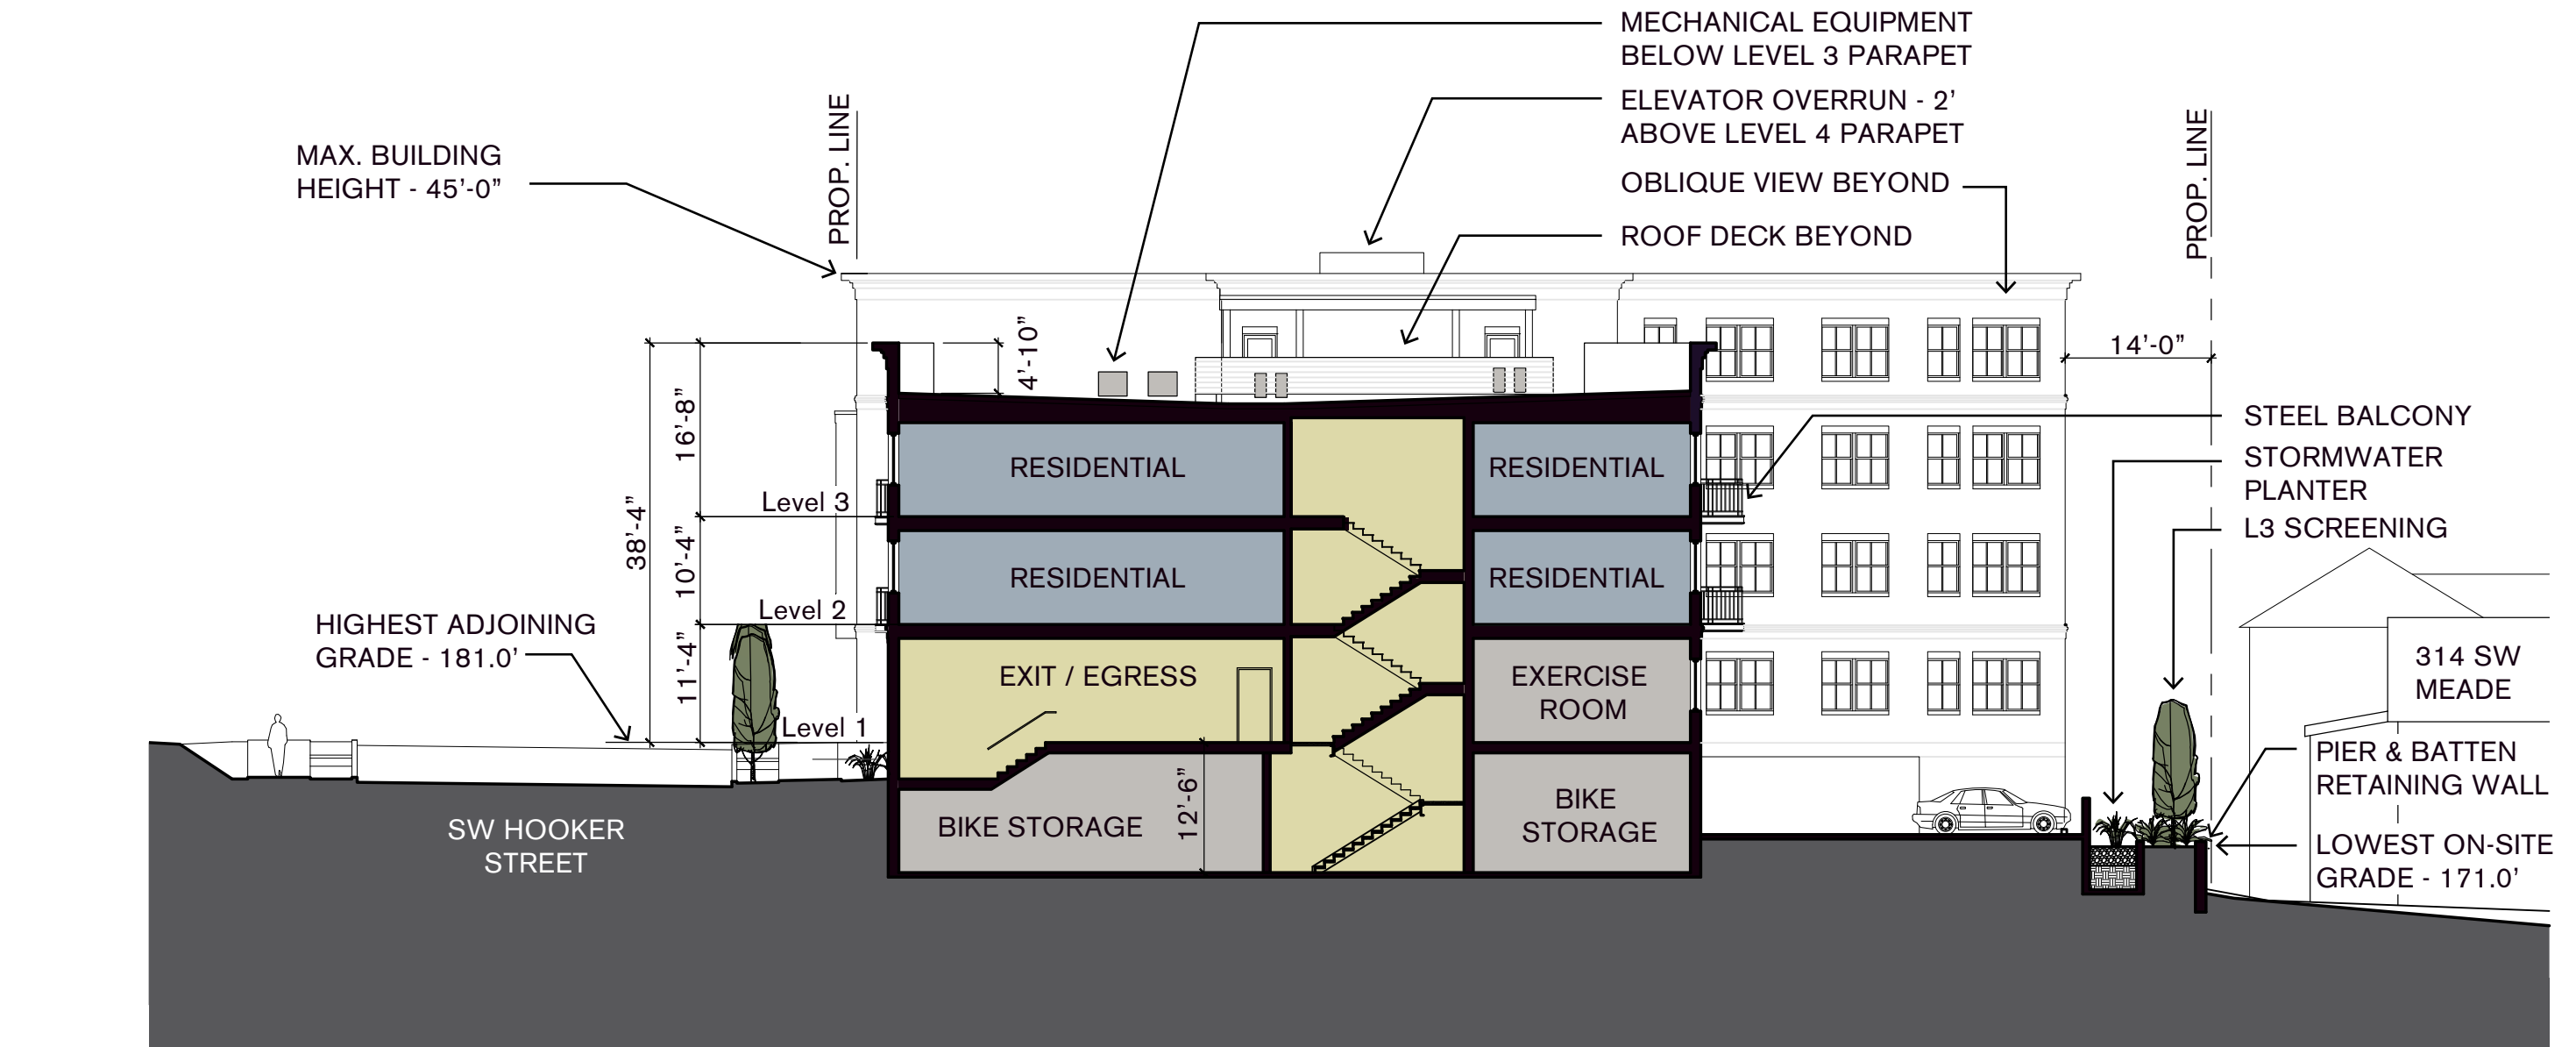 MECHANICAL EQUIPMENT
BELOW LEVEL 3 PARAPET
ELEVATOR OVERRUN - 2’
ABOVE LEVEL 4 PARAPET
OBLIQUE VIEW BEYOND
ROOF DECK BEYOND
PROP. LINE
PROP. LINE
MAX. BUILDING
HEIGHT - 45’-0”
14’-0”
4’-10”
16’-8”
38’-4”
10’-4”
11’-4”
STEEL BALCONY
STORMWATER
PLANTER
L3 SCREENING
RESIDENTIAL
RESIDENTIAL
Level 3
RESIDENTIAL
RESIDENTIAL
Level 2
HIGHEST ADJOINING
GRADE - 181.0’
EXIT / EGRESS
EXERCISE
ROOM
314 SW
MEADE
Level 1
PIER & BATTEN
RETAINING WALL
12’-6”
BIKE STORAGE
BIKE
STORAGE
SW HOOKER
STREET
LOWEST ON-SITE
GRADE - 171.0’